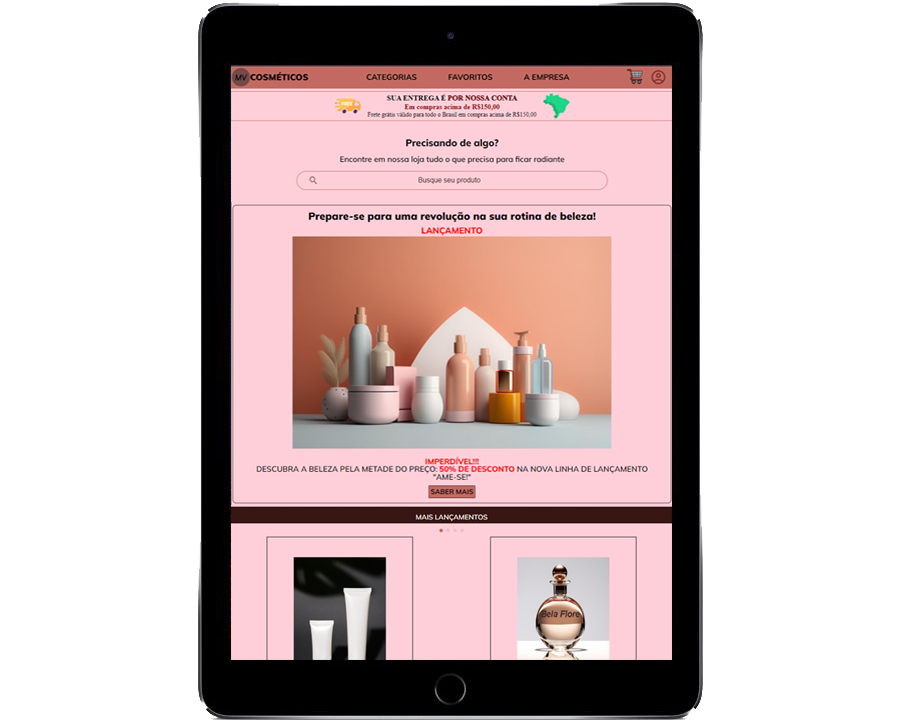 MV COSMÉTICOS CATEGORIAS FAVORITOS A EMPRESA
SUA ENTREGA É POR NOSSA CONTA
FREE
Em compras acima de R$150,00
Frete grátis válido para todo o Brasil em compras acima de R$150,00
Precisando de algo?
Encontre em nossa loja tudo o que precisa para ficar radiante
Busque seu produto
Prepare-se para uma revolução na sua rotina de beleza!
LANÇAMENTO
IMPERDÍVEL!!!
DESCUBRA A BELEZA PELA METADE DO PREÇO: 50% DE DESCONTO NA NOVA LINHA DE LANÇAMENTO
"AME-SE!"
SABER MAIS
MAIS LANÇAMENTOS
Bela Fiore